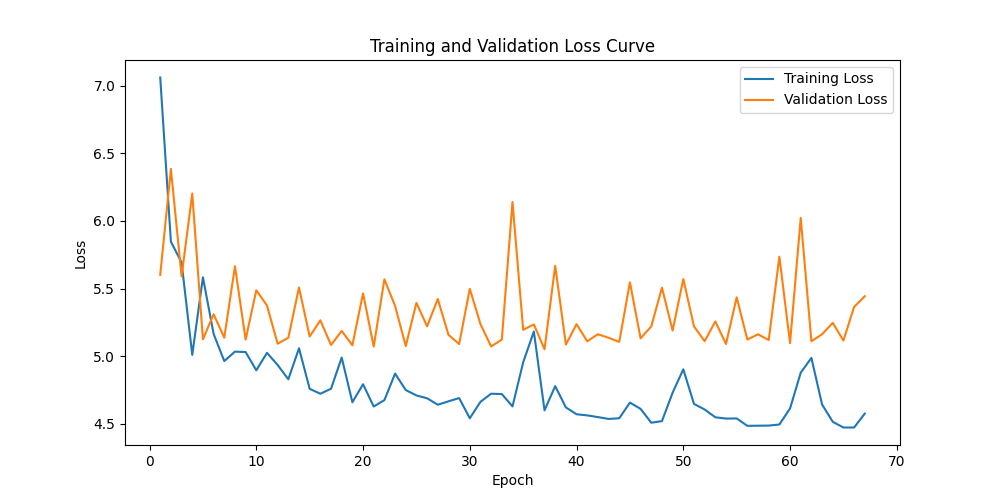 Training and Validation Loss Curve
Training Loss
Validation Loss
7.0
6.5
6.0
5.5
5.0
4.5
Loss
0 10 20 30 40 50 60 70
Epoch